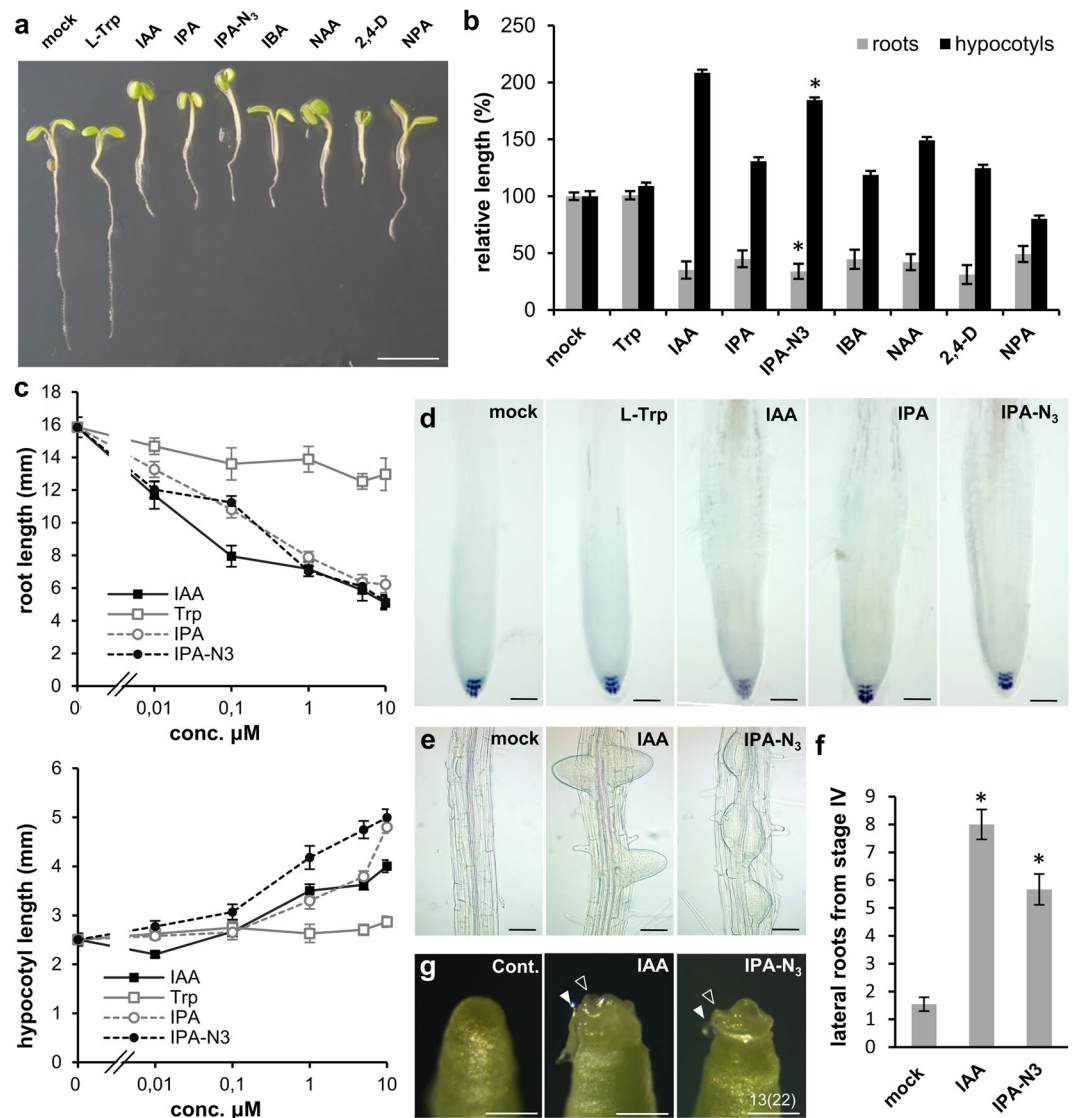 a
mock L-Trp IAA IPA IPA-N₃ IBA NAA 2,4-D NPA
b
250
200
150
100
50
0
relative length (%)
roots hypocotyls
*
*
mock Trp IAA IPA IPA-N3 IBA NAA 2,4-D NPA
c
18
16
14
12
10
8
6
4
2
0
root length (mm)
IAA
Trp
IPA
IPA-N3
0 0,01 0,1 1 10
conc. µM
6
5
4
3
2
1
0
hypocotyl length (mm)
IAA
Trp
IPA
IPA-N3
0 0,01 0,1 1 10
conc. µM
d
mock L-Trp IAA IPA IPA-N₃
e
mock IAA IPA-N₃
f
9
8
7
6
5
4
3
2
1
0
lateral roots from stage IV
*
*
mock IAA IPA-N3
g
Cont. IAA IPA-N₃
13(22)